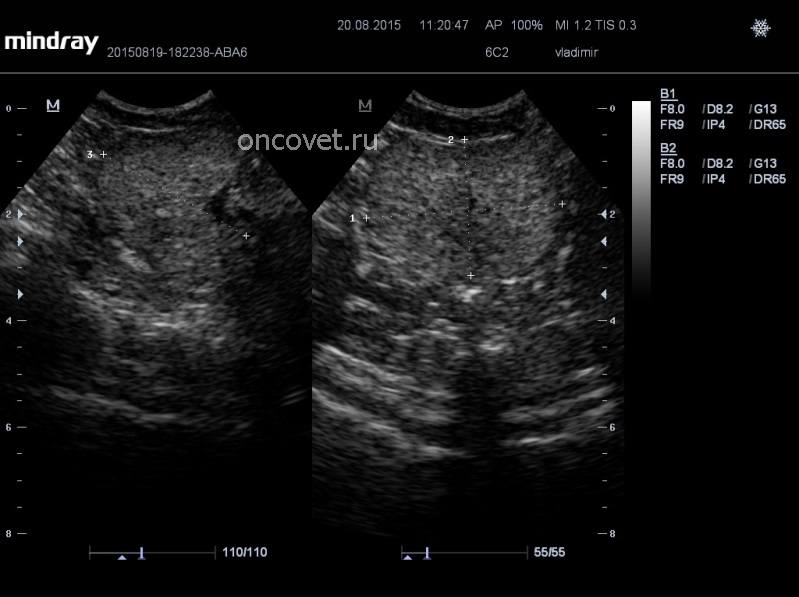 mindray
20150819-182238-ABA6
20.08.2015 11:20:47 AP 100% MI 1.2 TIS 0.3
6C2 vladimir
B1
F8.0 /D8.2 /G13
FR9 /IP4 /DR65
B2
F8.0 /D8.2 /G13
FR9 /IP4 /DR65
M
M
oncovet.ru
0
2
4
6
8
3
1
2
0
2
4
6
8
110/110
55/55